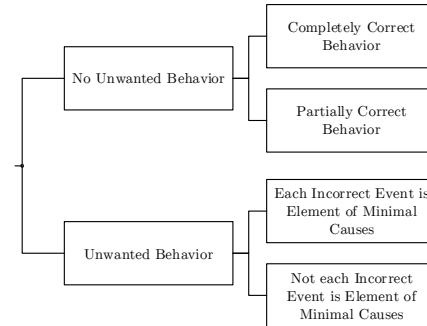 Completely Correct
Behavior
No Unwanted Behavior
Partially Correct
Behavior
Each Incorrect Event is
Element of Minimal
Causes
Unwanted Behavior
Not each Incorrect
Event is Element of
Minimal Causes